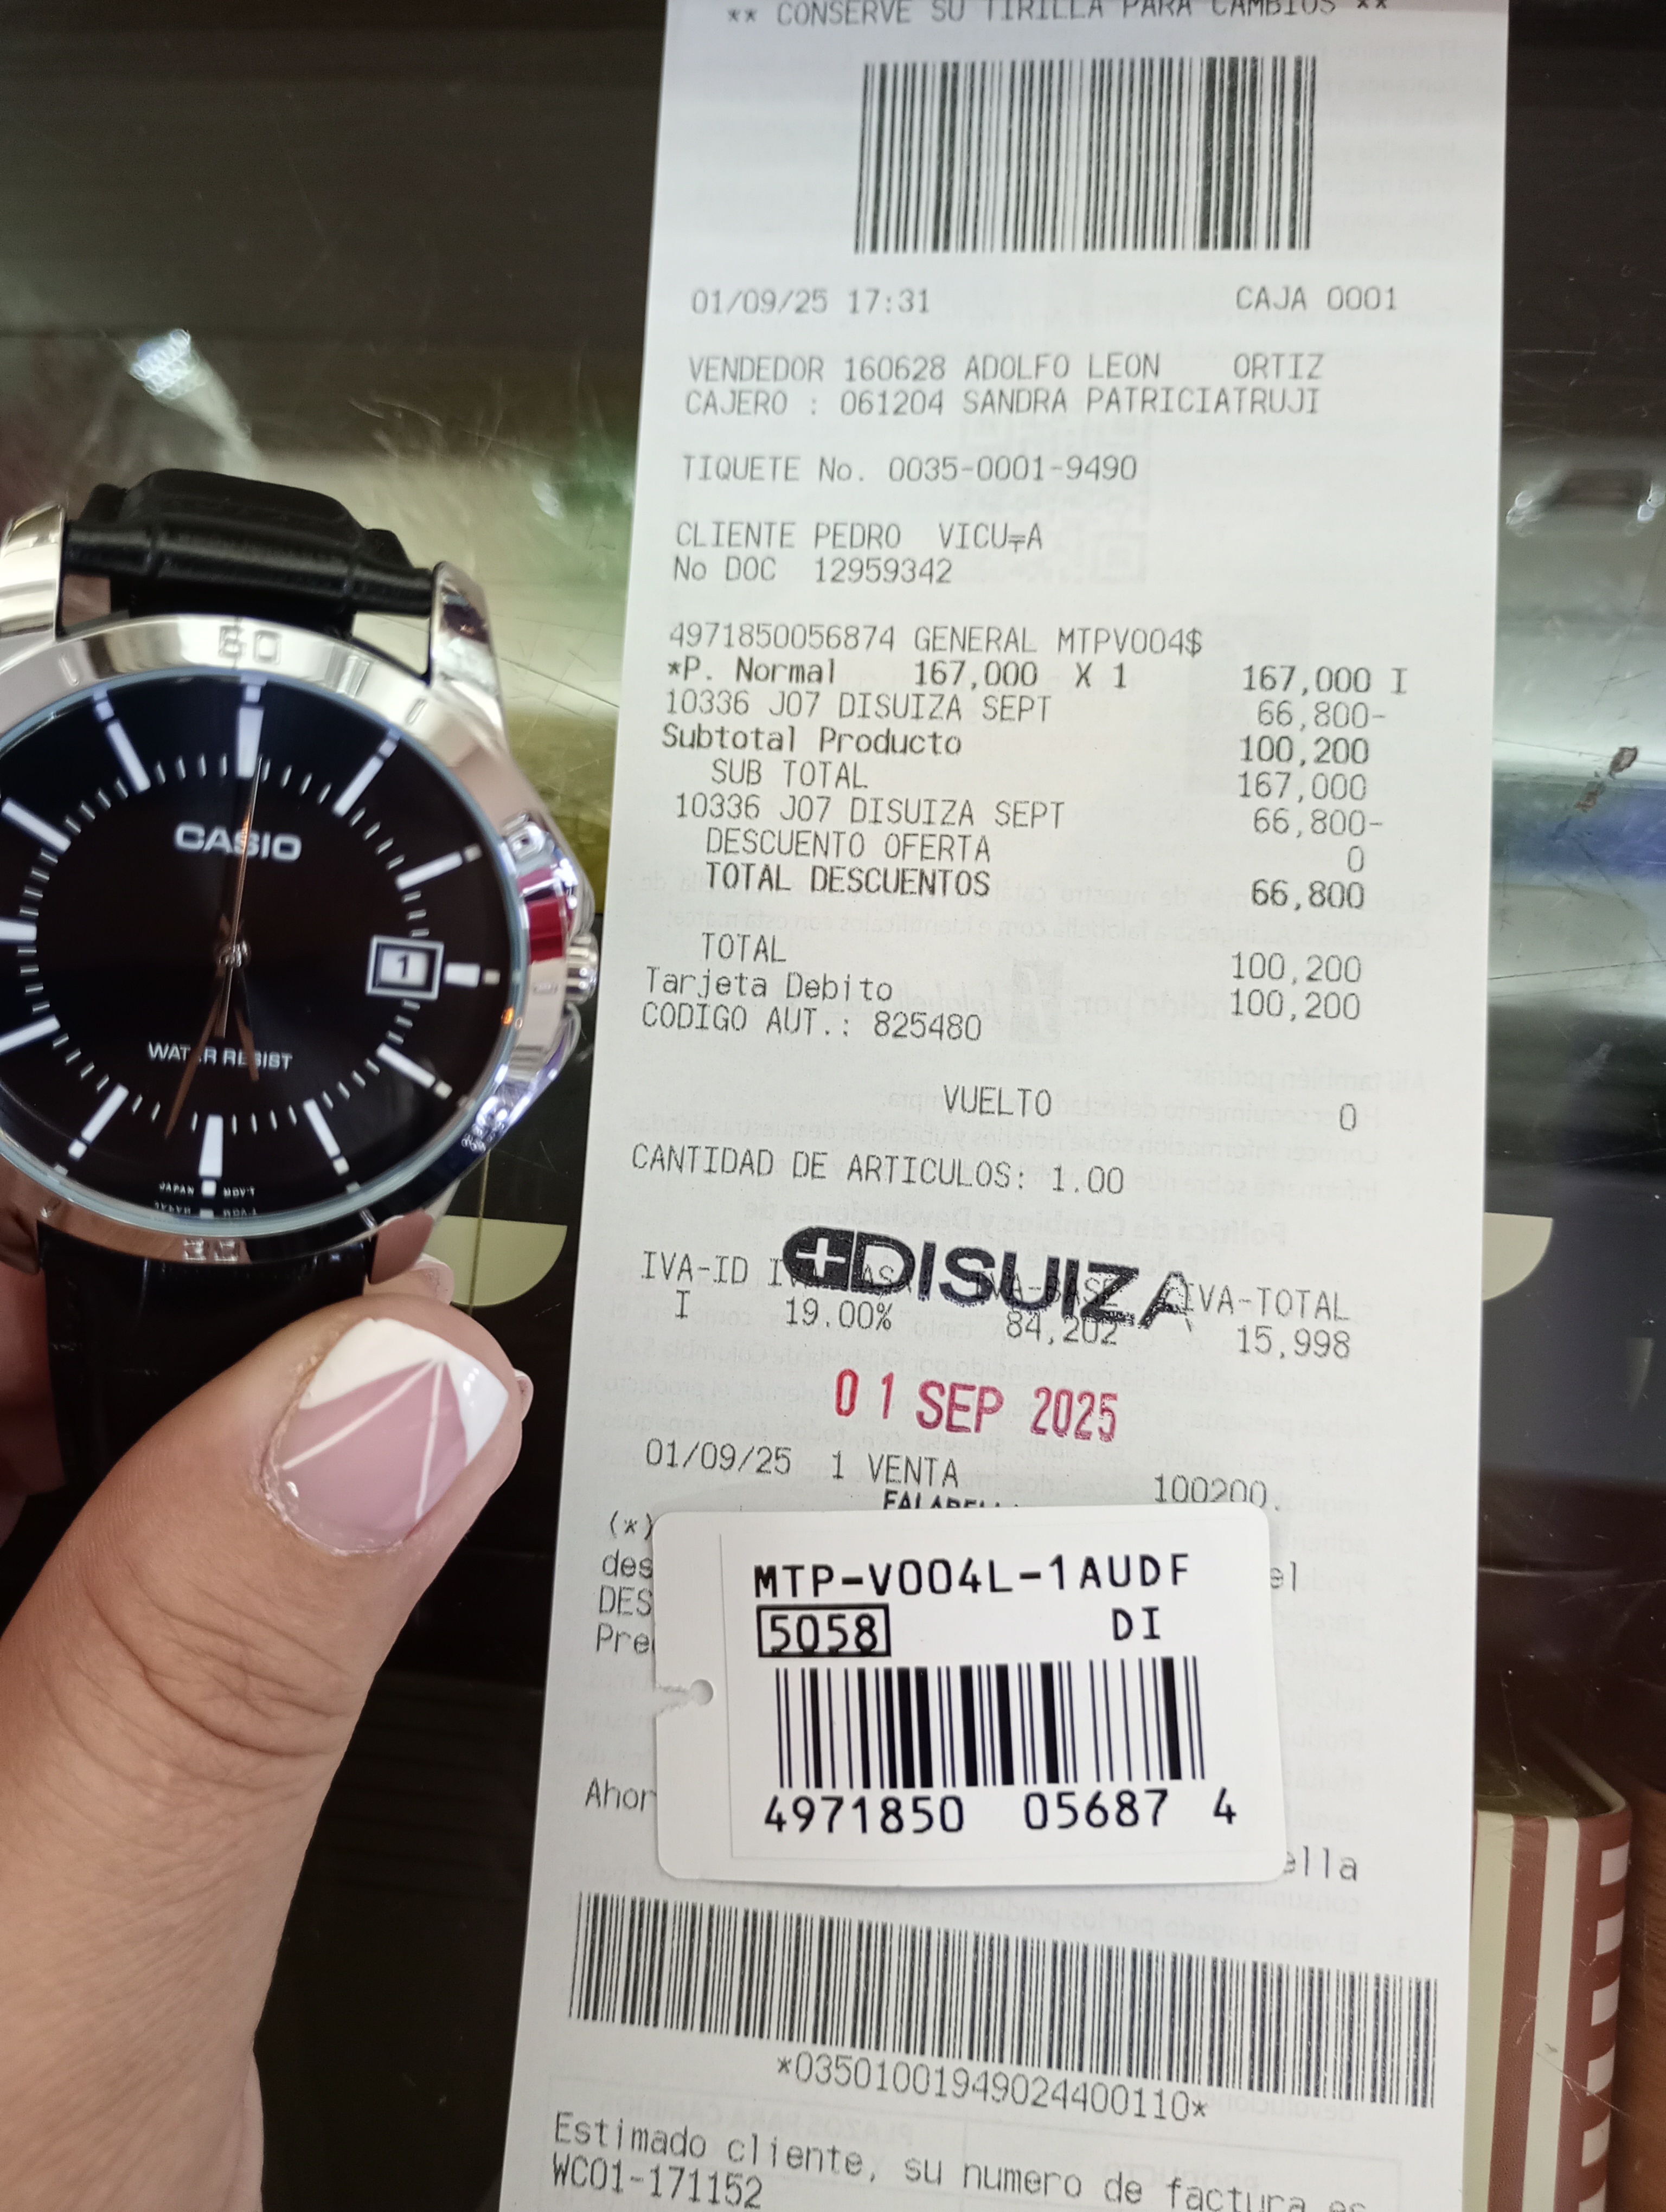 ** CONSERVE SU TIRILLA PARA CAMBIOS **
01/09/25 17:31 CAJA 0001
VENDEDOR 160628 ADOLFO LEON ORTIZ
CAJERO : 061204 SANDRA PATRICIATRUJI
TIQUETE No. 0035-0001-9490
CLIENTE PEDRO VICU╤A
No DOC 12959342
4971850056874 GENERAL MTPV004$
*P. Normal 167,000 X 1 167,000 I
10336 J07 DISUIZA SEPT 66,800-
Subtotal Producto 100,200
SUB TOTAL 167,000
10336 J07 DISUIZA SEPT 66,800-
DESCUENTO OFERTA 0
TOTAL DESCUENTOS 66,800
TOTAL 100,200
Tarjeta Debito 100,200
CODIGO AUT.: 825480
VUELTO 0
CANTIDAD DE ARTICULOS: 1.00
DISUIZA
IVA-ID IVA-TOTAL
I 19.00% 84,202 15,998
01 SEP 2025
01/09/25 1 VENTA 100200.
MTP-V004L-1AUDF
5058 DI
4971850 05687 4
*03501001949024400110*
Estimado cliente, su numero de factura es
WC01-171152
60
CASIO
1
WATER RESIST
JAPAN MOV'T